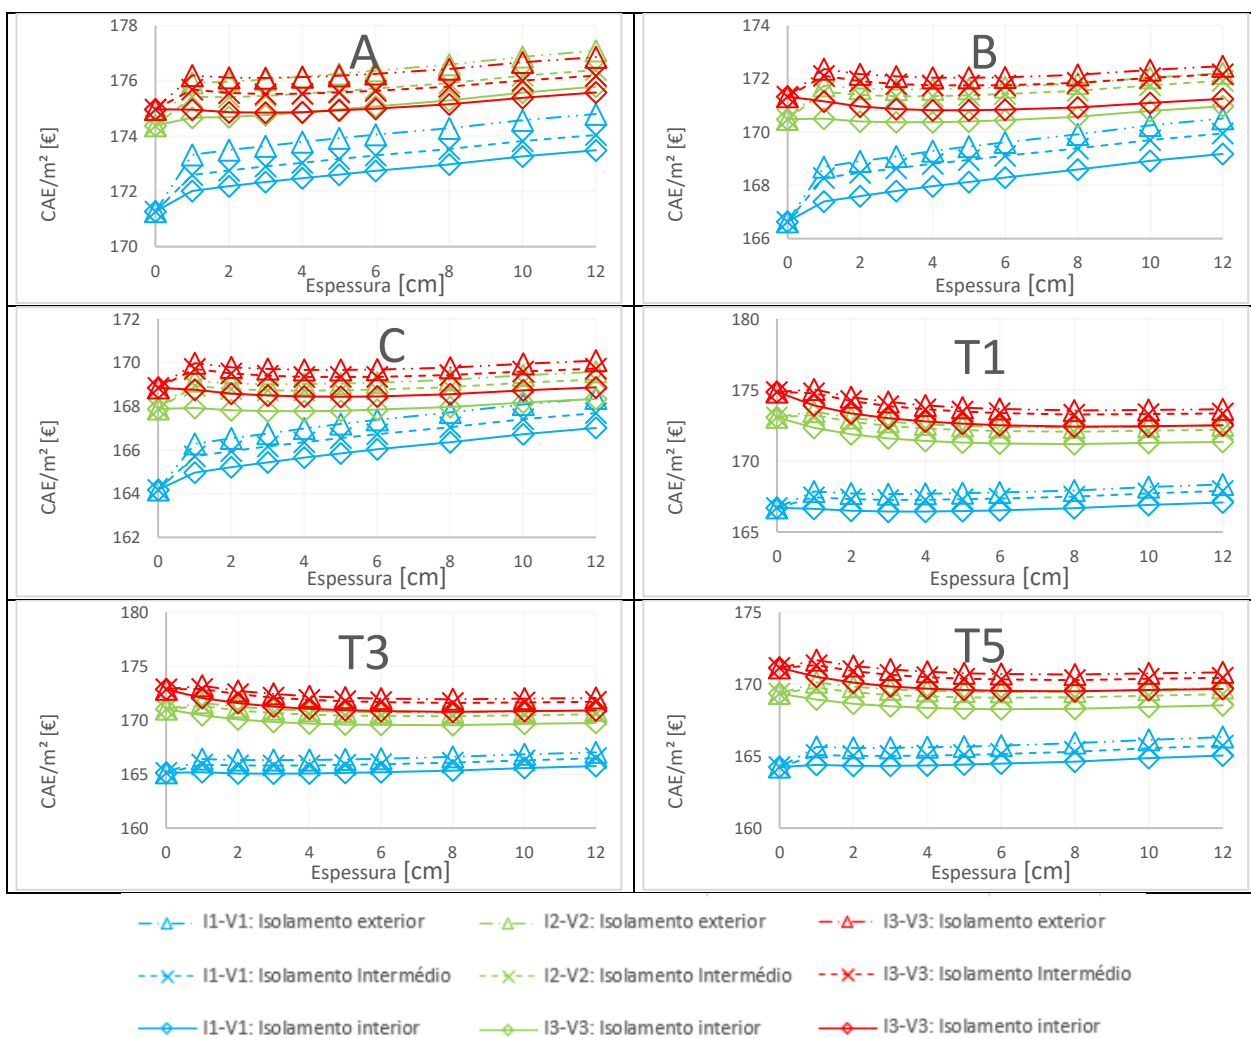 A
CAE/m² [€]
178
176
174
172
170
0 2 4 6 8 10 12
Espessura [cm]
B
CAE/m² [€]
174
172
170
168
166
0 2 4 6 8 10 12
Espessura [cm]
C
CAE/m² [€]
172
170
168
166
164
162
0 2 4 6 8 10 12
Espessura [cm]
T1
CAE/m² [€]
180
175
170
165
0 2 4 6 8 10 12
Espessura [cm]
T3
CAE/m² [€]
180
175
170
165
160
0 2 4 6 8 10 12
Espessura [cm]
T5
CAE/m² [€]
175
170
165
160
0 2 4 6 8 10 12
Espessura [cm]
I1-V1: Isolamento exterior I2-V2: Isolamento exterior I3-V3: Isolamento exterior
I1-V1: Isolamento Intermédio I2-V2: Isolamento Intermédio I3-V3: Isolamento Intermédio
I1-V1: Isolamento interior I3-V3: Isolamento interior I3-V3: Isolamento interior